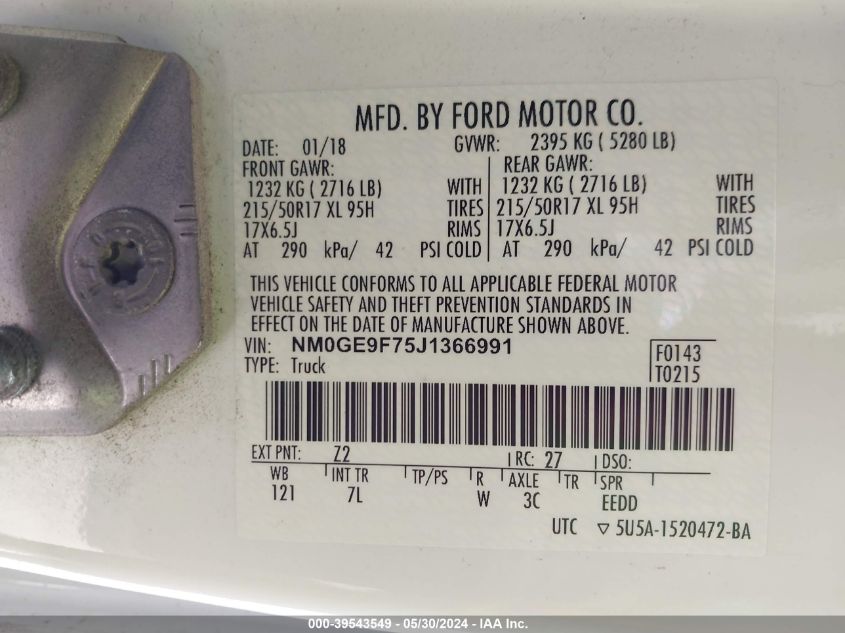 MFD. BY FORD MOTOR CO.
DATE: 01/18 GVWR: 2395 KG ( 5280 LB)
FRONT GAWR: REAR GAWR:
1232 KG ( 2716 LB) WITH 1232 KG ( 2716 LB) WITH
215/50R17 XL 95H TIRES 215/50R17 XL 95H TIRES
17X6.5J RIMS 17X6.5J RIMS
AT 290 kPa/ 42 PSI COLD AT 290 kPa/ 42 PSI COLD
THIS VEHICLE CONFORMS TO ALL APPLICABLE FEDERAL MOTOR
VEHICLE SAFETY AND THEFT PREVENTION STANDARDS IN
EFFECT ON THE DATE OF MANUFACTURE SHOWN ABOVE.
VIN: NM0GE9F75J1366991
F0143
TYPE: Truck
T0215
EXT PNT: Z2 RC: 27 DSO:
WB INT TR TP/PS R AXLE TR SPR
121 7L W 3C EEDD
UTC ▽ 5U5A-1520472-BA
000-39543549 - 05/30/2024 - IAA Inc.